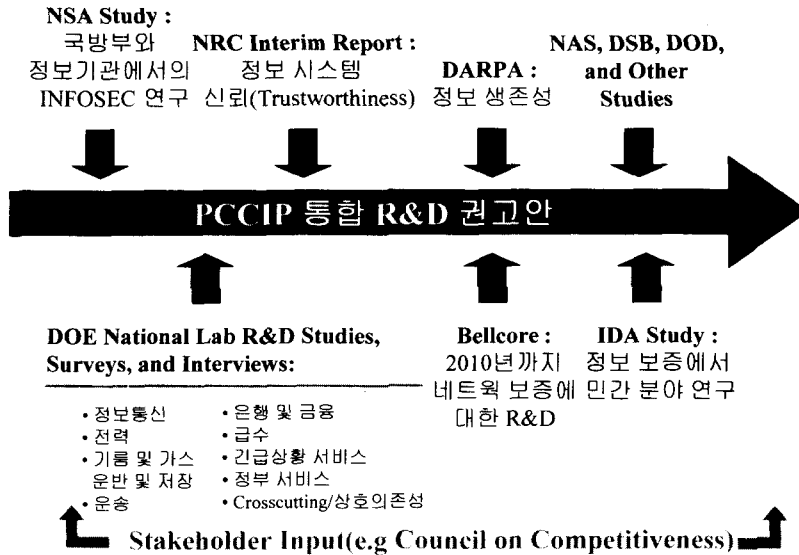 NSA Study :
국방부와
정보기관에서의
INFOSEC 연구
NRC Interim Report :
정보 시스템
신뢰(Trustworthiness)
DARPA :
정보 생존성
NAS, DSB, DOD,
and Other
Studies
PCCIP 통합 R&D 권고안
DOE National Lab R&D Studies,
Surveys, and Interviews:
• 정보통신
• 전력
• 기룸 및 가스
운반 및 저장
• 운송
• 은행 및 금융
• 급수
• 긴급상황 서비스
• 정부 서비스
• Crosscutting/상호의존성
Bellcore :
2010년까지
네트웍 보증에
대한 R&D
IDA Study :
정보 보증에서
민간 분야 연구
Stakeholder Input(e.g Council on Competitiveness)